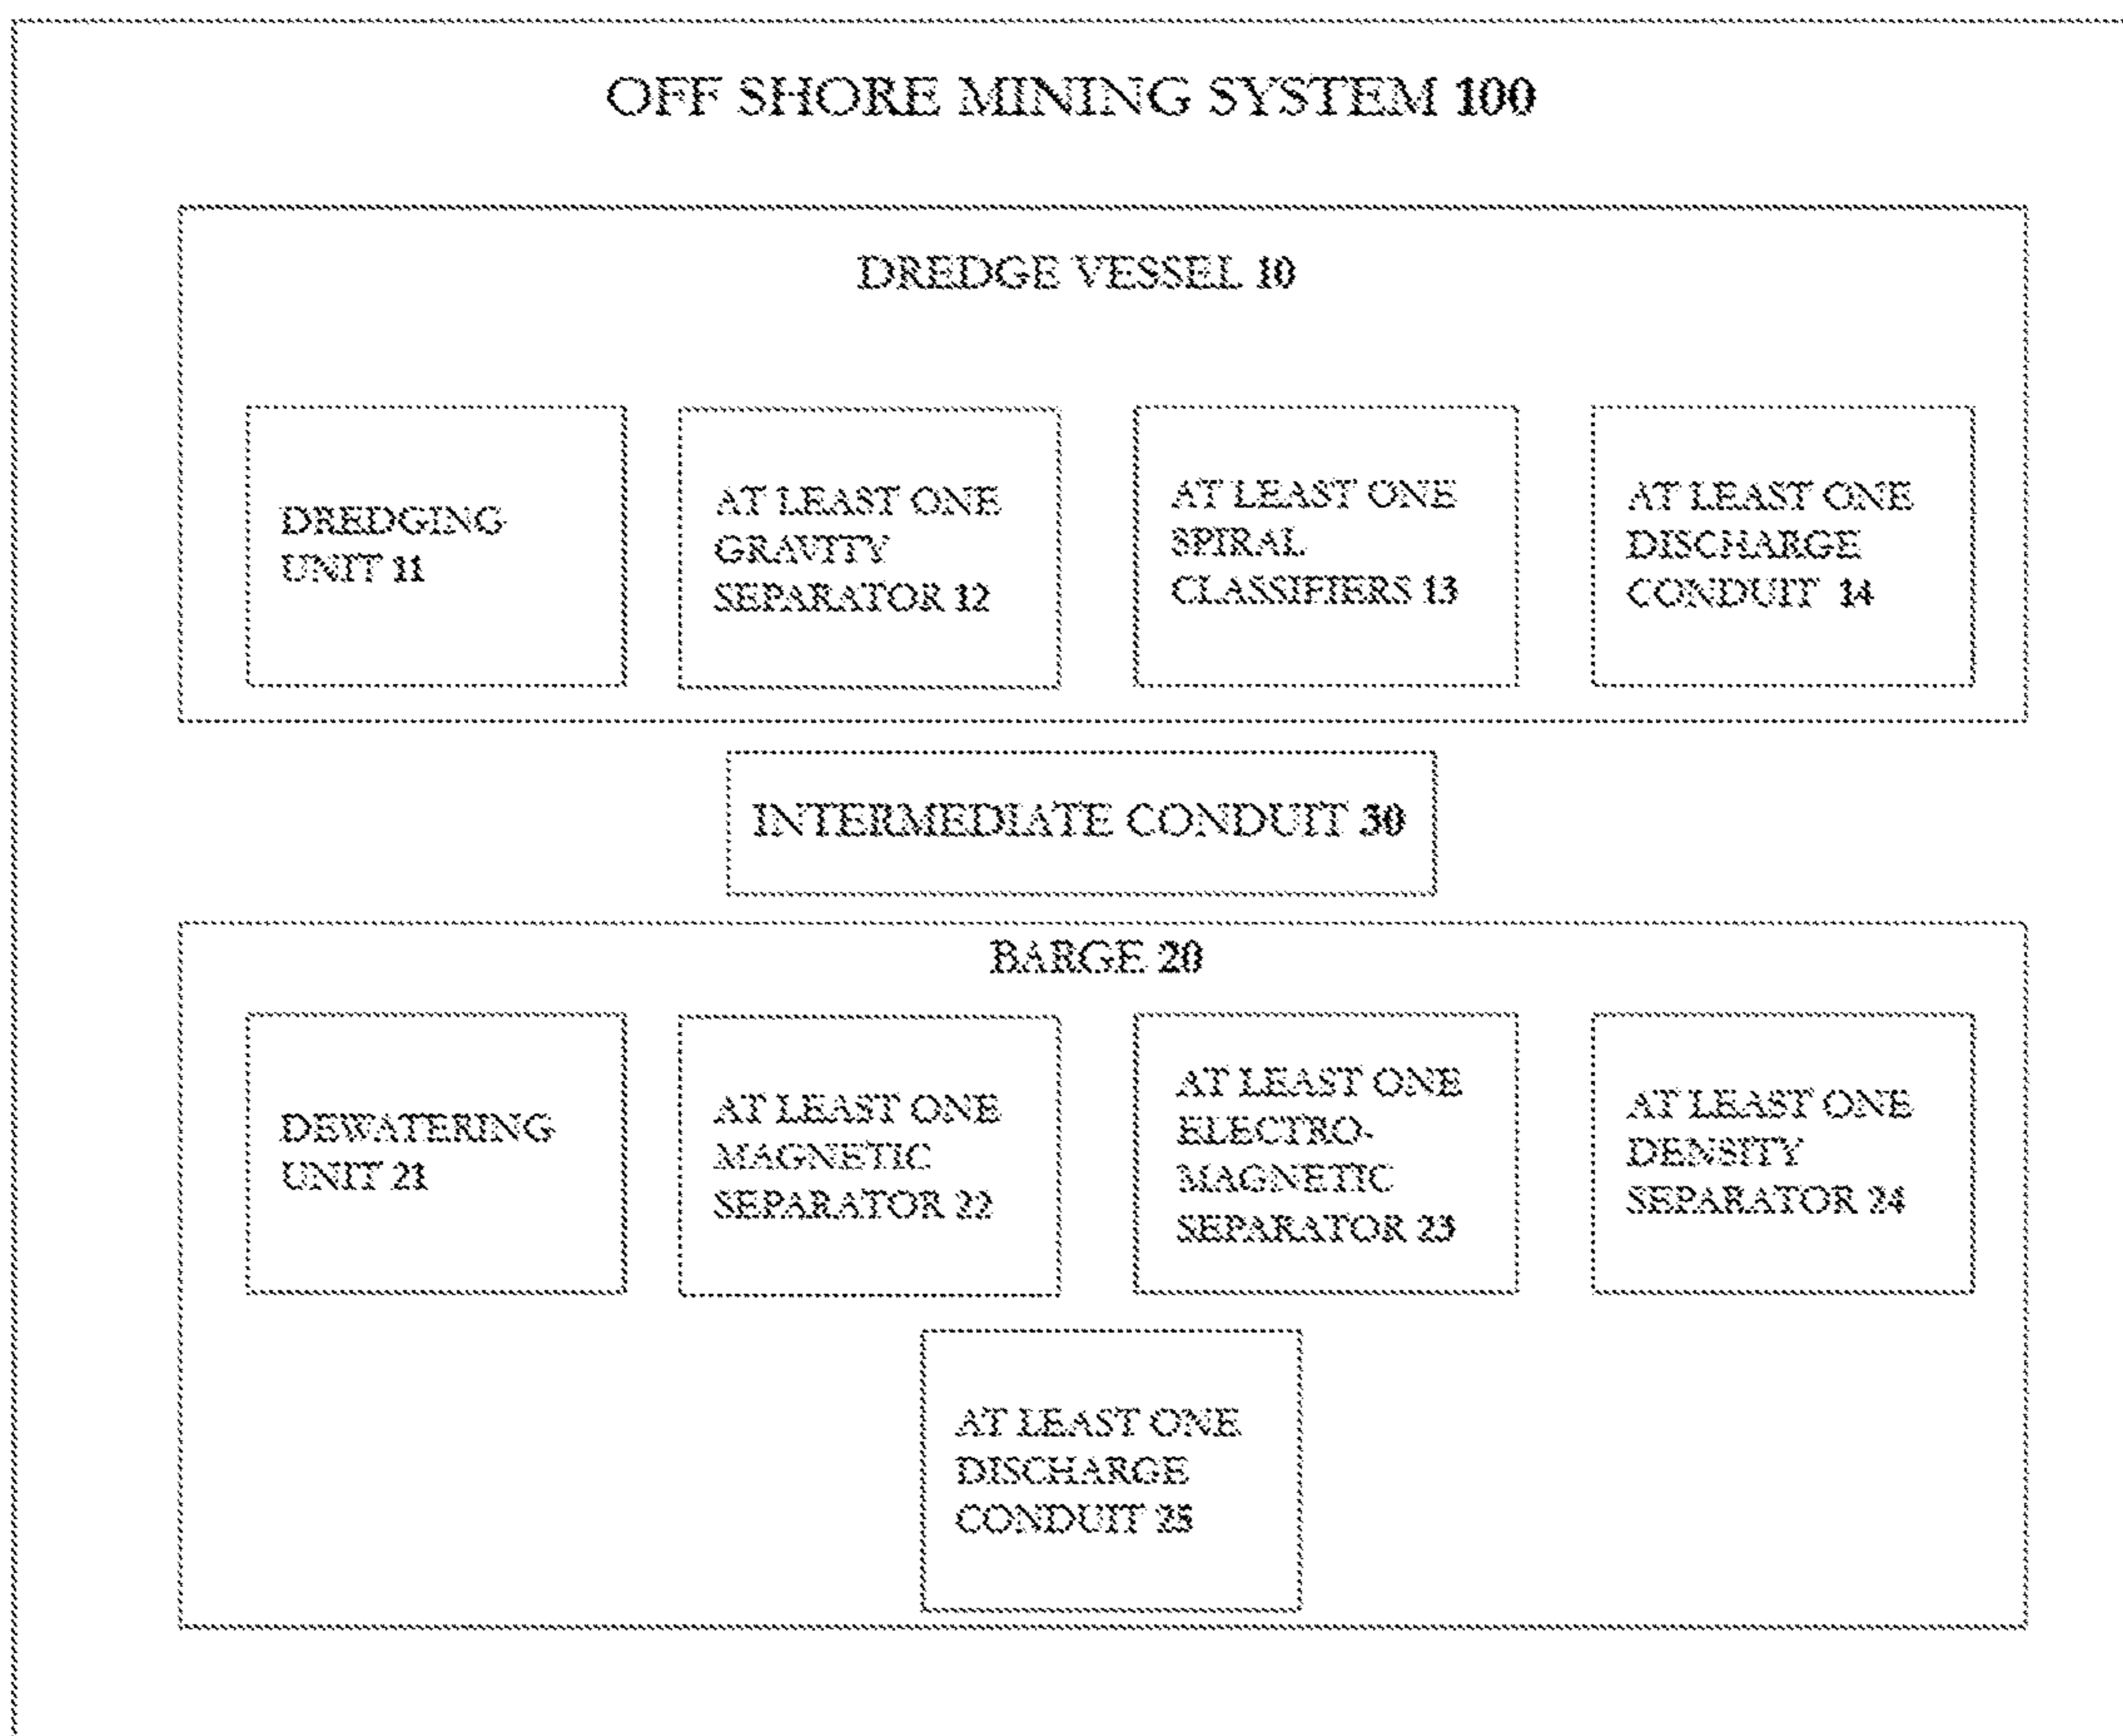 OFF SHORE MINING SYSTEM 100
DREDGE VESSEL 10
DREDGING
UNIT 11
AT LEAST ONE
GRAVITY
SEPARATOR 12
AT LEAST ONE
SPIRAL
CLASSIFIERS 13
AT LEAST ONE
DISCHARGE
CONDUIT 14
INTERMEDIATE CONDUIT 30
BARGE 20
DEWATERING
UNIT 21
AT LEAST ONE
MAGNETIC
SEPARATOR 22
AT LEAST ONE
ELECTRO-
MAGNETIC
SEPARATOR 23
AT LEAST ONE
DENSITY
SEPARATOR 24
AT LEAST ONE
DISCHARGE
CONDUIT 25